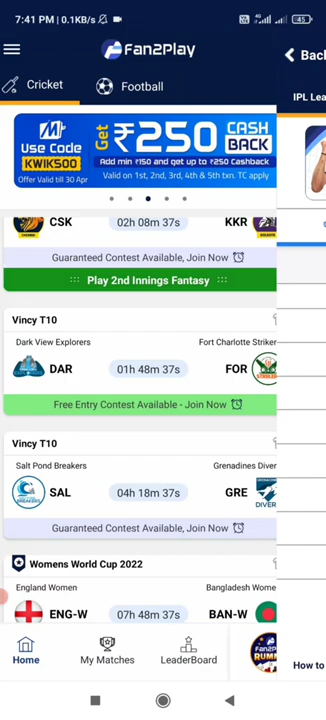 7:41 PM | 0.1KB/s
45
Fan2Play
Back
Cricket
Football
IPL Lea
Use Code
KWIK500
Offer Valid till 30 Apr
Get ₹250 CASH BACK
Add min ₹150 and get up to ₹250 Cashback
Valid on 1st, 2nd, 3rd, 4th & 5th txn. TC apply
CSK 02h 08m 37s KKR
Guaranteed Contest Available, Join Now
::: Play 2nd Innings Fantasy :::
Vincy T10
Dark View Explorers Fort Charlotte Striker
DAR 01h 48m 37s FOR
Free Entry Contest Available - Join Now
Vincy T10
Salt Pond Breakers Grenadines Diver
SAL 04h 18m 37s GRE
Guaranteed Contest Available, Join Now
Womens World Cup 2022
England Women Bangladesh Wome
ENG-W 07h 48m 37s BAN-W
Home
My Matches
LeaderBoard
How to